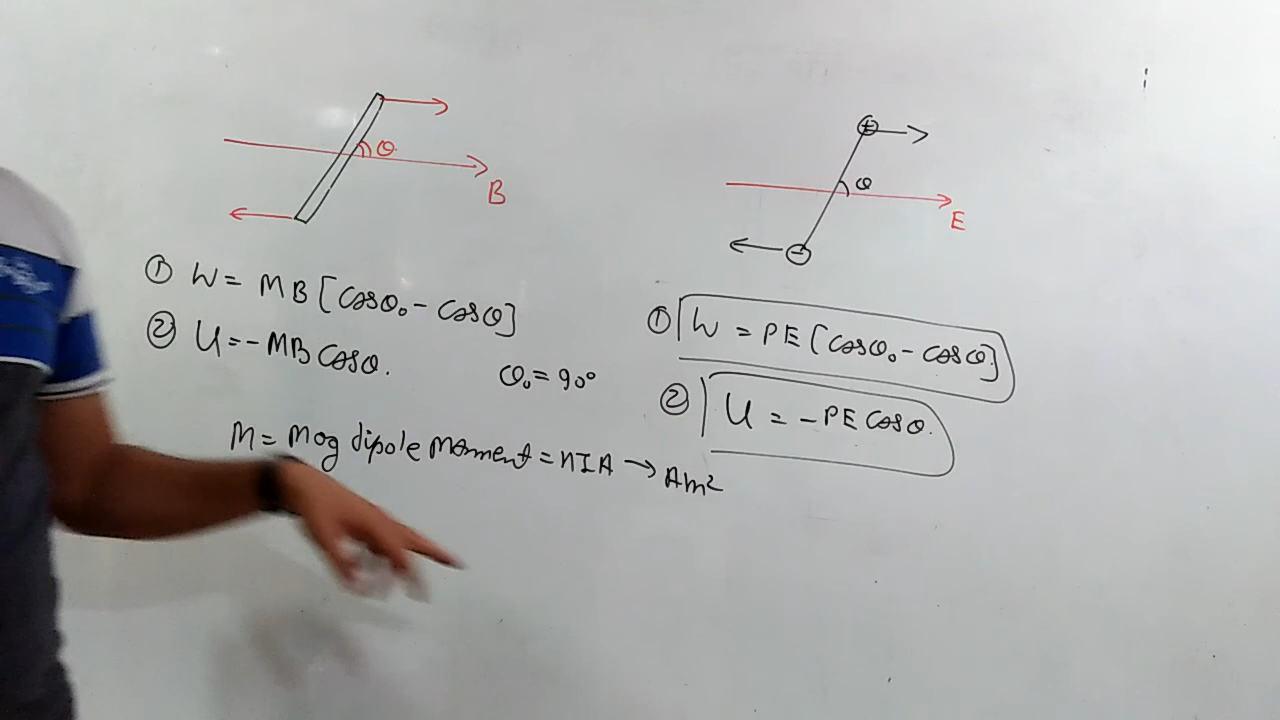 θ
B
① W = MB [cosθ₀ - cosθ]
② U = - MB cosθ.
θ₀ = 90°
M = Mag dipole Moment = nIA → Am²
+
θ
E
-
① W = PE [cosθ₀ - cosθ]
② U = - PE cosθ.